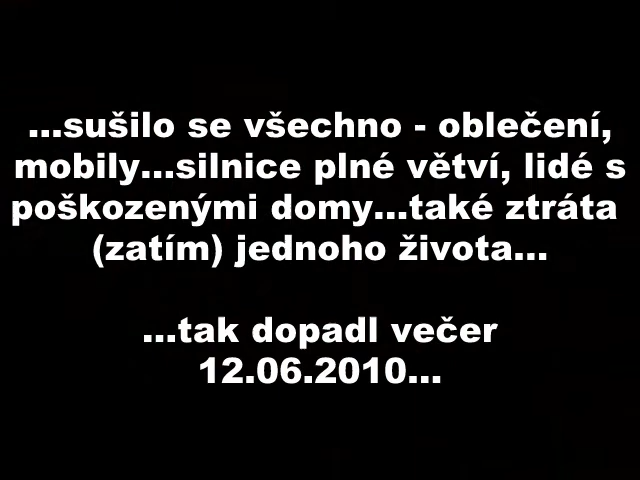 ...sušilo se všechno - oblečení,
mobily...silnice plné větví, lidé s
poškozenými domy...také ztráta
(zatím) jednoho života...
...tak dopadl večer
12.06.2010...